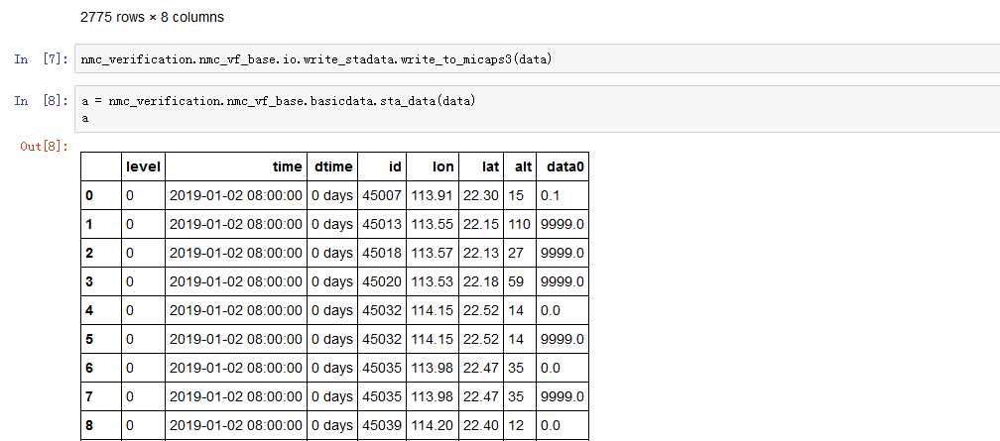 2775 rows × 8 columns
In [7]: nmc_verification.nmc_vf_base.io.write_stadata.write_to_micaps3(data)
In [8]: a = nmc_verification.nmc_vf_base.basicdata.sta_data(data)
a
Out[8]:
level time dtime id lon lat alt data0
0 0 2019-01-02 08:00:00 0 days 45007 113.91 22.30 15 0.1
1 0 2019-01-02 08:00:00 0 days 45013 113.55 22.15 110 9999.0
2 0 2019-01-02 08:00:00 0 days 45018 113.57 22.13 27 9999.0
3 0 2019-01-02 08:00:00 0 days 45020 113.53 22.18 59 9999.0
4 0 2019-01-02 08:00:00 0 days 45032 114.15 22.52 14 0.0
5 0 2019-01-02 08:00:00 0 days 45032 114.15 22.52 14 9999.0
6 0 2019-01-02 08:00:00 0 days 45035 113.98 22.47 35 0.0
7 0 2019-01-02 08:00:00 0 days 45035 113.98 22.47 35 9999.0
8 0 2019-01-02 08:00:00 0 days 45039 114.20 22.40 12 0.0